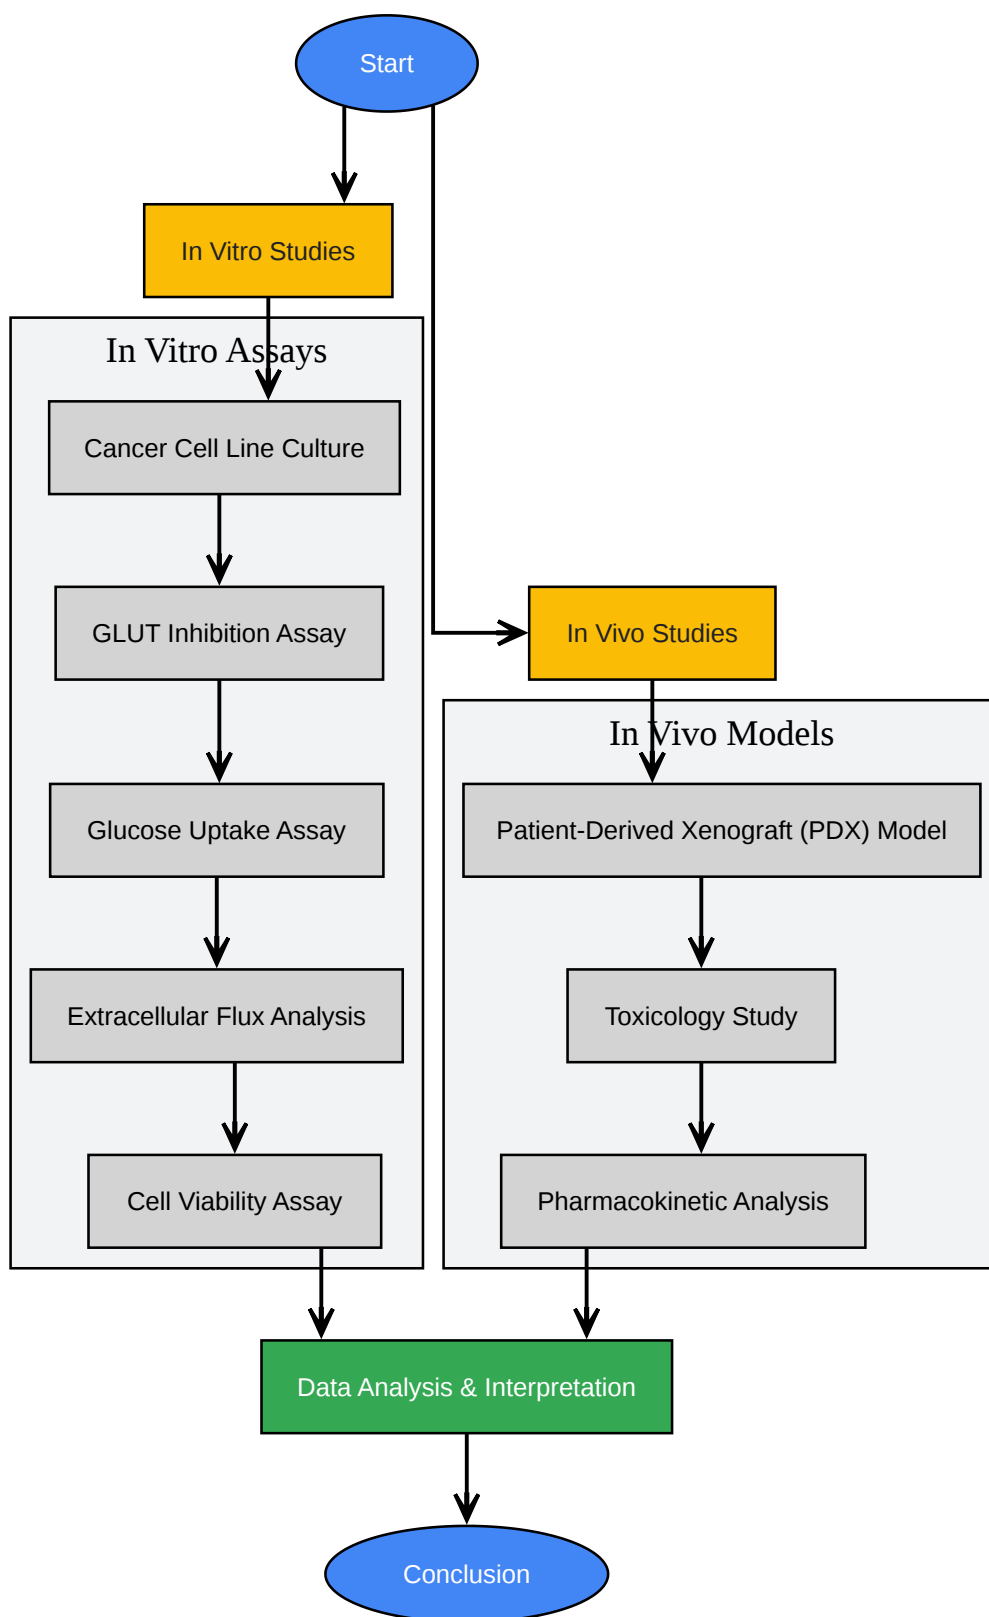 Start
In Vitro Studies
In Vitro Assays
Cancer Cell Line Culture
GLUT Inhibition Assay
Glucose Uptake Assay
Extracellular Flux Analysis
Cell Viability Assay
In Vivo Studies
In Vivo Models
Patient-Derived Xenograft (PDX) Model
Toxicology Study
Pharmacokinetic Analysis
Data Analysis & Interpretation
Conclusion